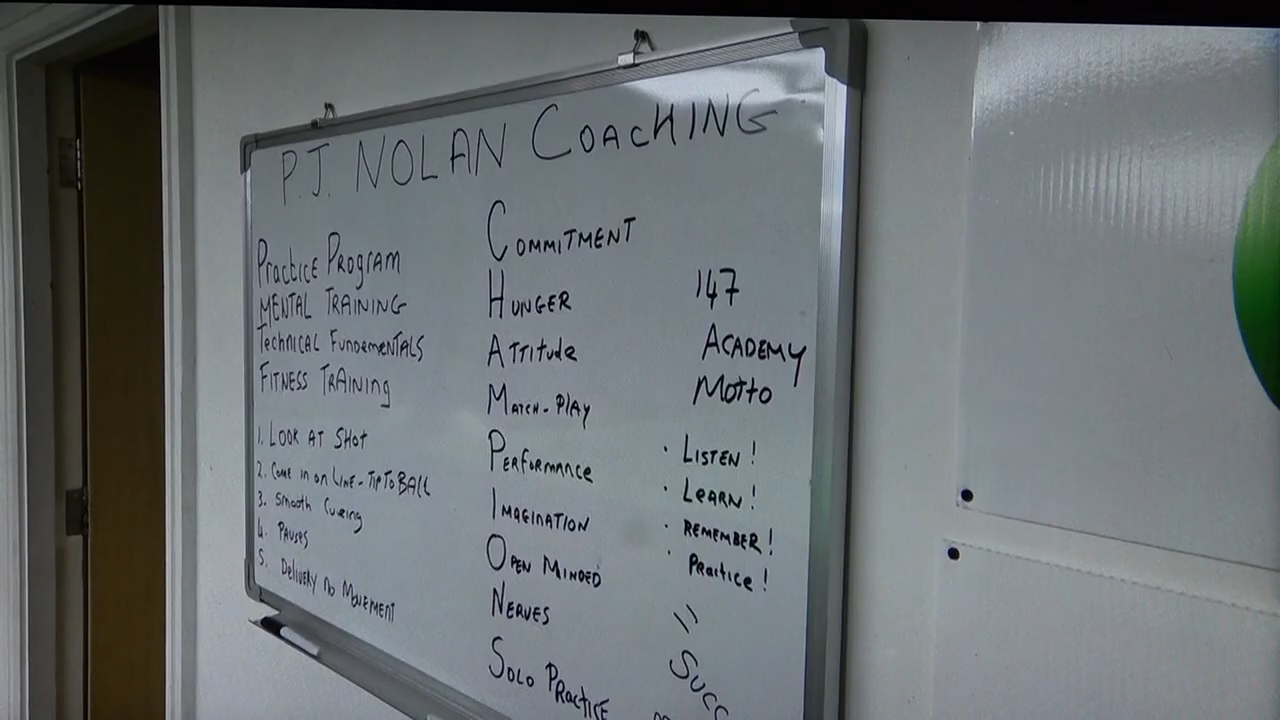 P.J. NOLAN COACHING
Practice Program
MENTAL TRAINING
Technical FundementALS
FITNESS TRAINING
1. LOOK AT SHOT
2. COME IN ON LINE - TIP TO BALL
3. Smooth Cueing
4. PAUSES
5. Delivery No Movement
COMMITMENT
HUNGER
ATTitude
MATCH-PLAY
PERFORMANCE
IMAGINATION
OPEN MINDED
NERVES
SOLO PRACTICE
147
ACADEMY
MOTTO
· LISTEN!
· LEARN!
· REMEMBER!
· PRACTICE!
=
SUCC